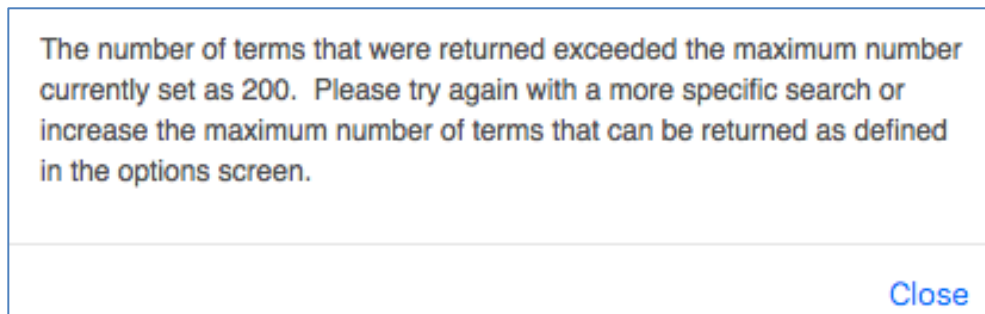 The number of terms that were returned exceeded the maximum number
currently set as 200.  Please try again with a more specific search or
increase the maximum number of terms that can be returned as defined
in the options screen.
Close